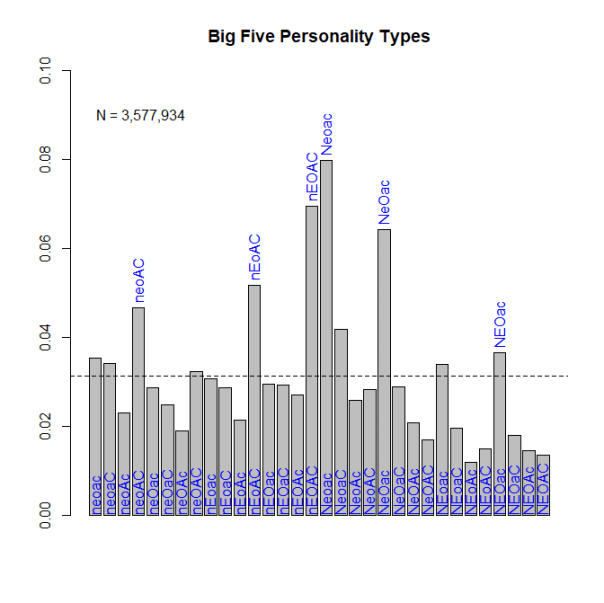 Big Five Personality Types
N = 3,577,934
0.10
0.08
0.06
0.04
0.02
0.00
neoAC
nEoAC
nEOAC
Neoac
NeOac
NEOac
neoac
neoaC
neoAc
neoAC
neOac
neOaC
neOAc
neOAC
nEoac
nEoaC
nEoAc
nEoAC
nEOac
nEOaC
nEOAc
nEOAC
Neoac
NeoaC
NeoAc
NeoAC
NeOac
NeOaC
NeOAc
NeOAC
NEoac
NEoaC
NEoAc
NEoAC
NEOac
NEOaC
NEOAc
NEOAC